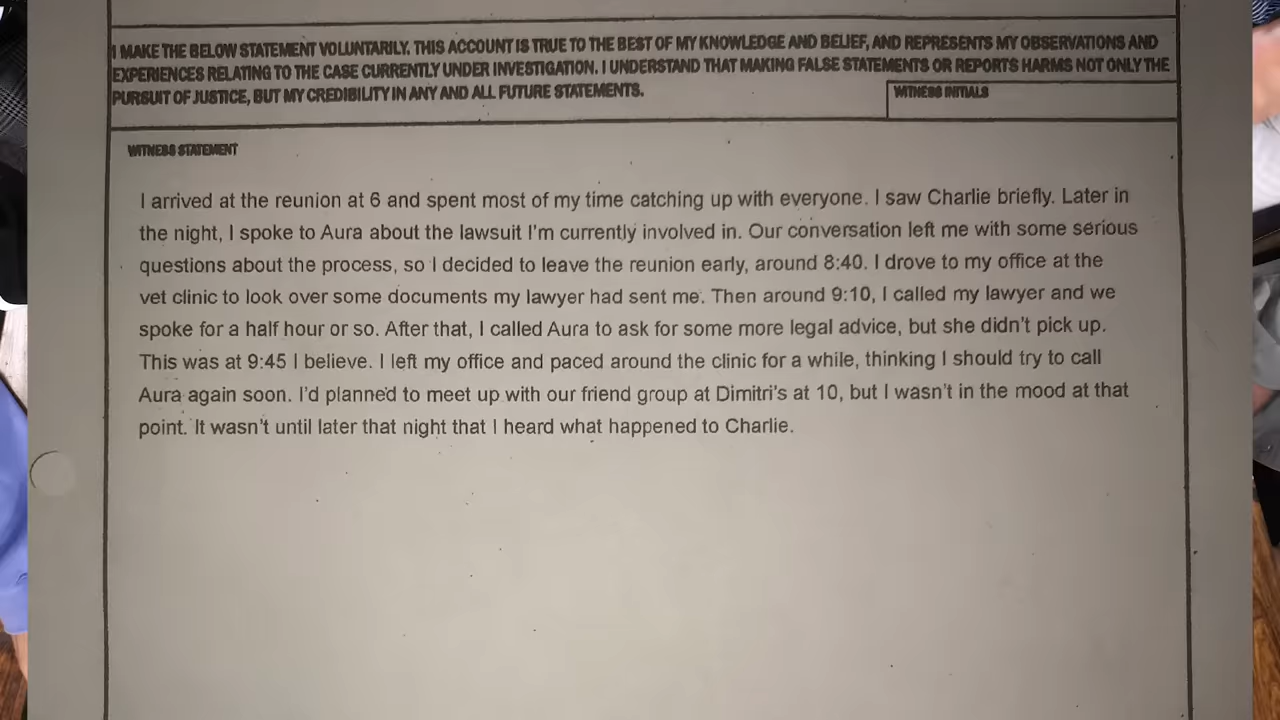 I MAKE THE BELOW STATEMENT VOLUNTARILY. THIS ACCOUNT IS TRUE TO THE BEST OF MY KNOWLEDGE AND BELIEF, AND REPRESENTS MY OBSERVATIONS AND
EXPERIENCES RELATING TO THE CASE CURRENTLY UNDER INVESTIGATION. I UNDERSTAND THAT MAKING FALSE STATEMENTS OR REPORTS HARMS NOT ONLY THE
PURSUIT OF JUSTICE, BUT MY CREDIBILITY IN ANY AND ALL FUTURE STATEMENTS.
WITNESS INITIALS
WITNESS STATEMENT
I arrived at the reunion at 6 and spent most of my time catching up with everyone. I saw Charlie briefly. Later in
the night, I spoke to Aura about the lawsuit I'm currently involved in. Our conversation left me with some serious
questions about the process, so I decided to leave the reunion early, around 8:40. I drove to my office at the
vet clinic to look over some documents my lawyer had sent me. Then around 9:10, I called my lawyer and we
spoke for a half hour or so. After that, I called Aura to ask for some more legal advice, but she didn't pick up.
This was at 9:45 I believe. I left my office and paced around the clinic for a while, thinking I should try to call
Aura again soon. I'd planned to meet up with our friend group at Dimitri's at 10, but I wasn't in the mood at that
point. It wasn't until later that night that I heard what happened to Charlie.